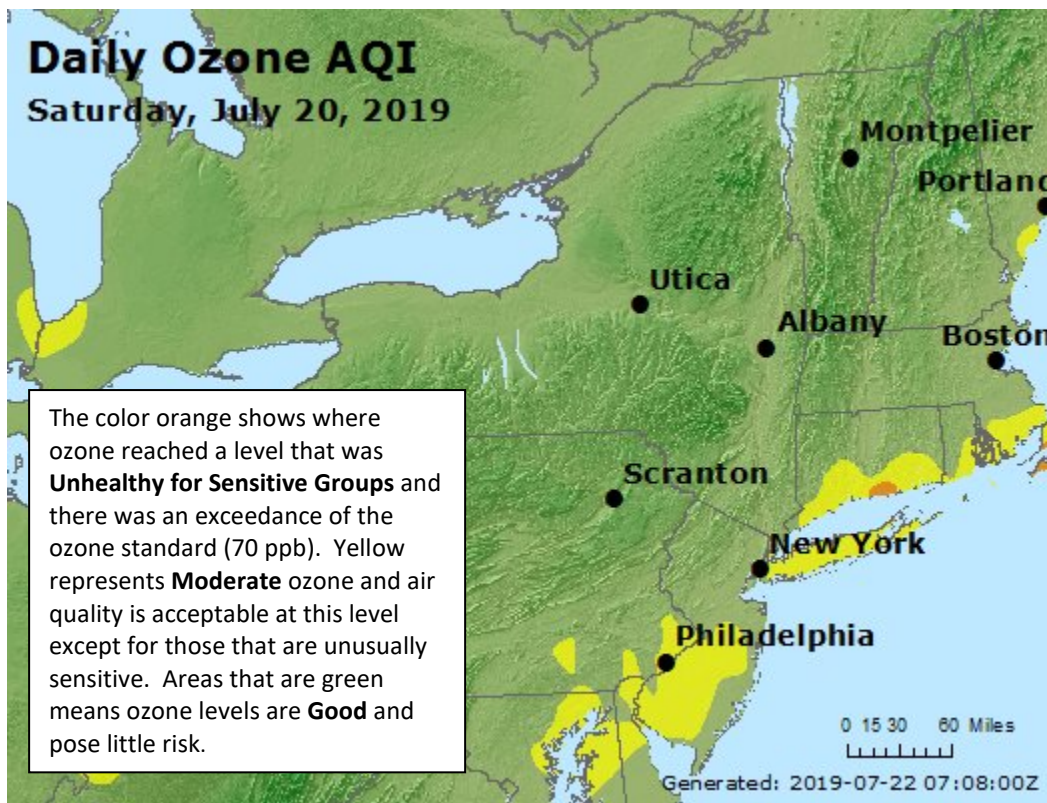 Daily Ozone AQI
Saturday, July 20, 2019
Montpelier
Portland
Utica
Albany
Boston
The color orange shows where
ozone reached a level that was
Unhealthy for Sensitive Groups and
there was an exceedance of the
ozone standard (70 ppb).  Yellow
represents Moderate ozone and air
quality is acceptable at this level
except for those that are unusually
sensitive.  Areas that are green
means ozone levels are Good and
pose little risk.
Scranton
New York
Philadelphia
0 15 30 60 Miles
Generated: 2019-07-22 07:08:00Z